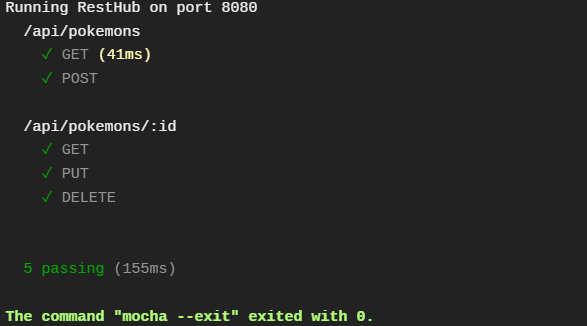 Running RestHub on port 8080
/api/pokemons
✓ GET (41ms)
✓ POST
/api/pokemons/:id
✓ GET
✓ PUT
✓ DELETE
5 passing (155ms)
The command "mocha --exit" exited with 0.